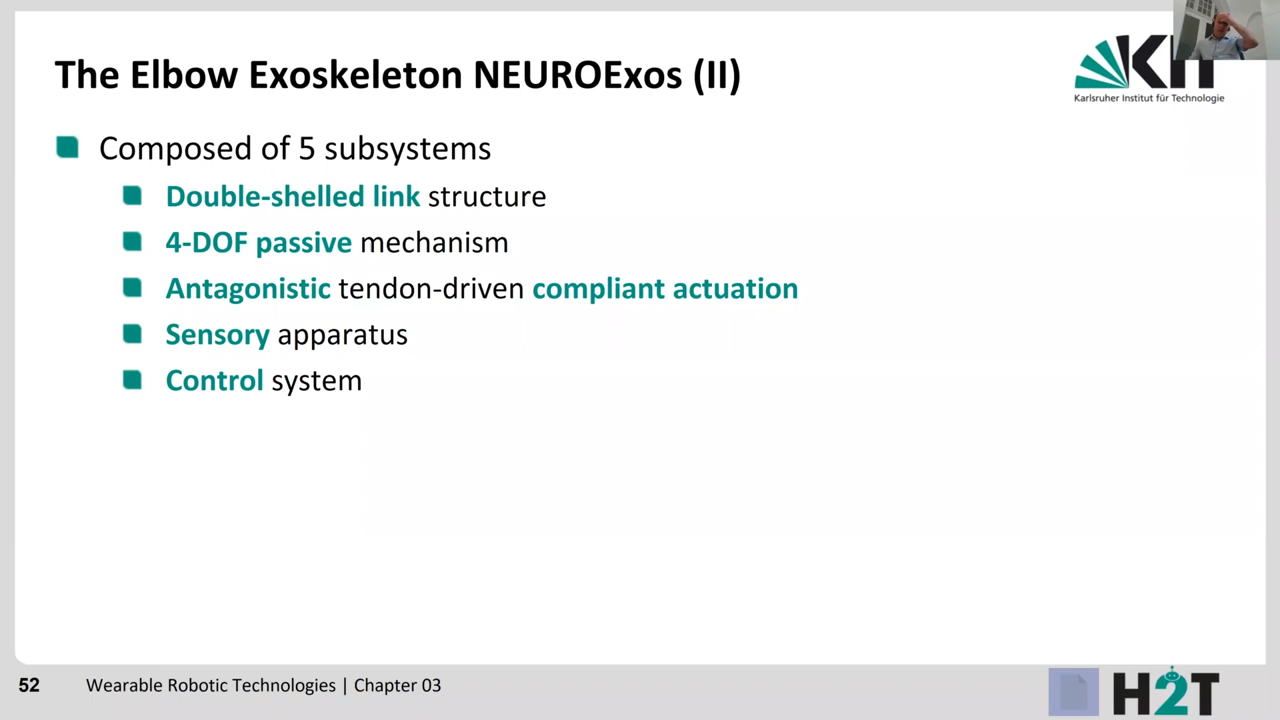 The Elbow Exoskeleton NEUROExos (II)
KIT
Karlsruher Institut für Technologie
Composed of 5 subsystems
Double-shelled link structure
4-DOF passive mechanism
Antagonistic tendon-driven compliant actuation
Sensory apparatus
Control system
52
Wearable Robotic Technologies | Chapter 03
H2T